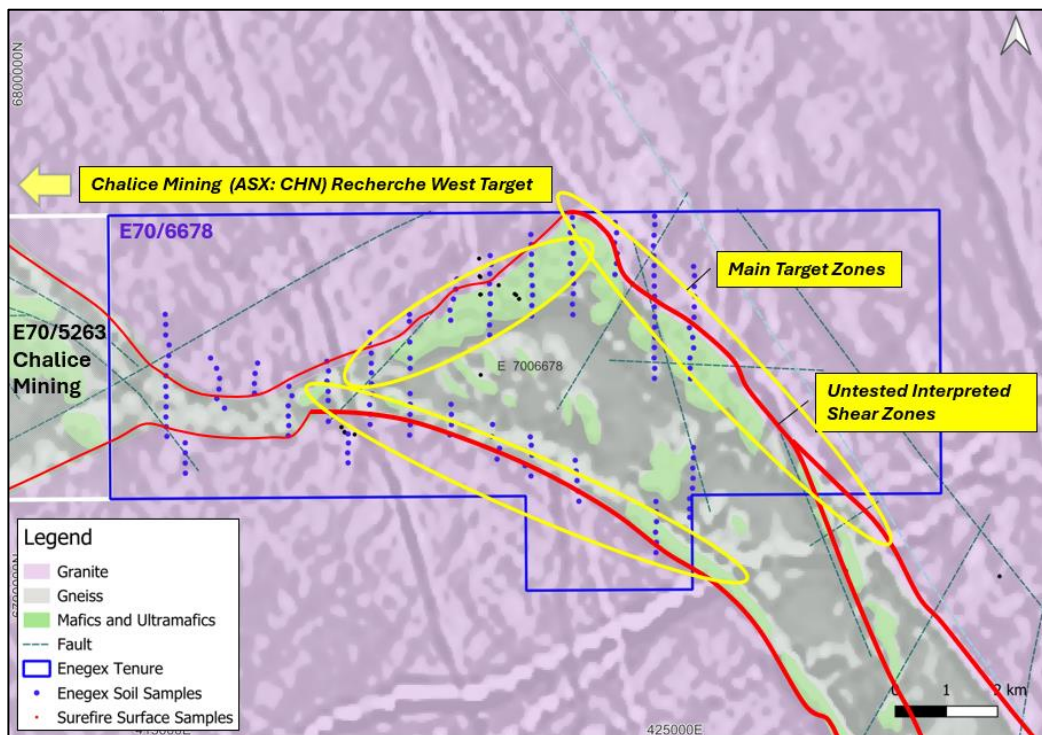 6800000N
Chalice Mining (ASX: CHN) Recherche West Target
E70/6678
Main Target Zones
E70/5263
Chalice
Mining
E 7006678
Untested Interpreted
Shear Zones
Legend
Granite
Gneiss
Mafics and Ultramafics
Fault
Enegex Tenure
Enegex Soil Samples
Surefire Surface Samples
0 1 2 km
425000E